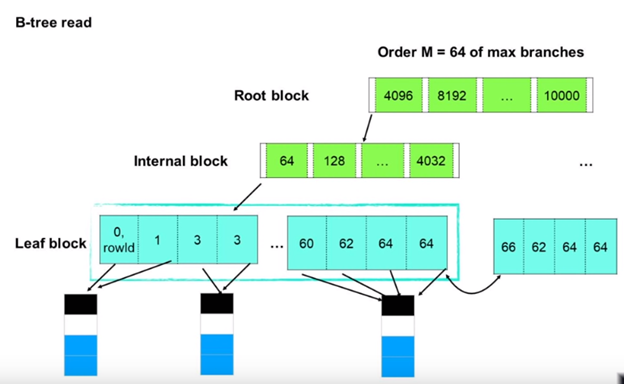 B-tree read
Order M = 64 of max branches
Root block
4096 8192 ... 10000
Internal block
64 128 ... 4032
...
Leaf block
0, rowId 1 3 3 ... 60 62 64 64
66 62 64 64